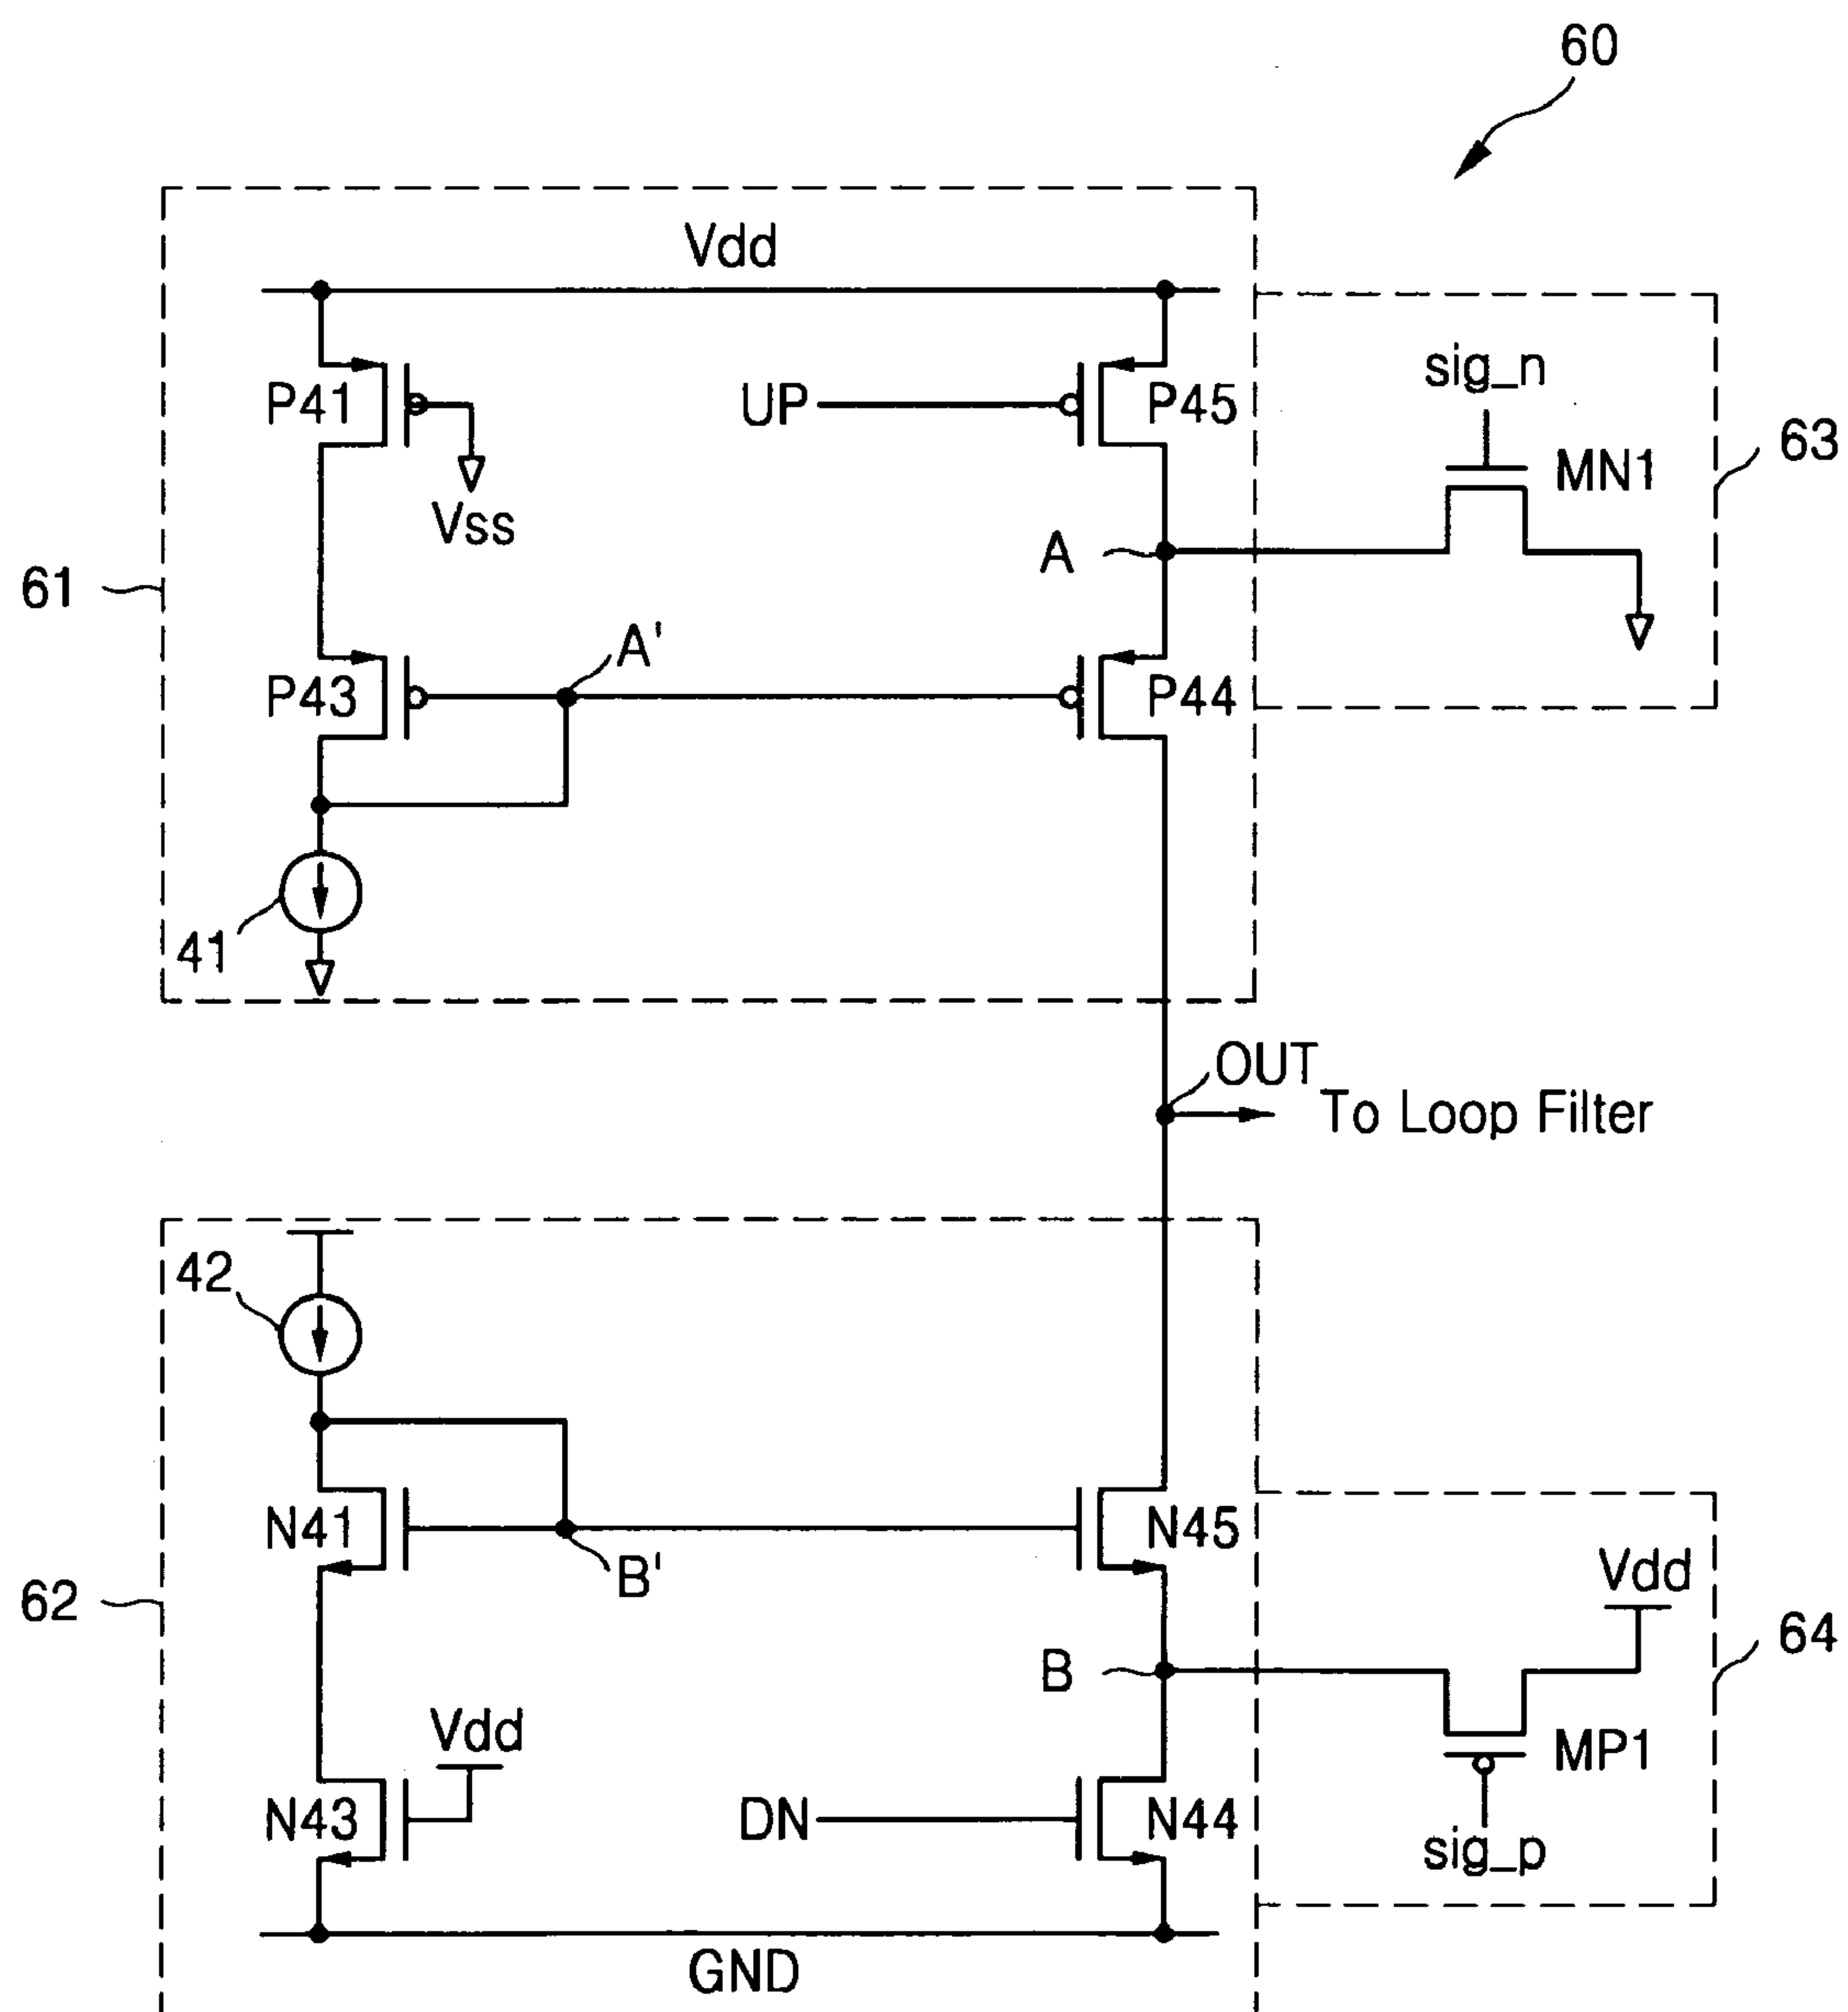 60
Vdd
P41
UP
P45
sig_n
MN1
63
Vss
A
61
A'
P43
P44
41
OUT
To Loop Filter
42
N41
B'
N45
Vdd
62
B
64
Vdd
MP1
N43
DN
N44
sig_p
GND